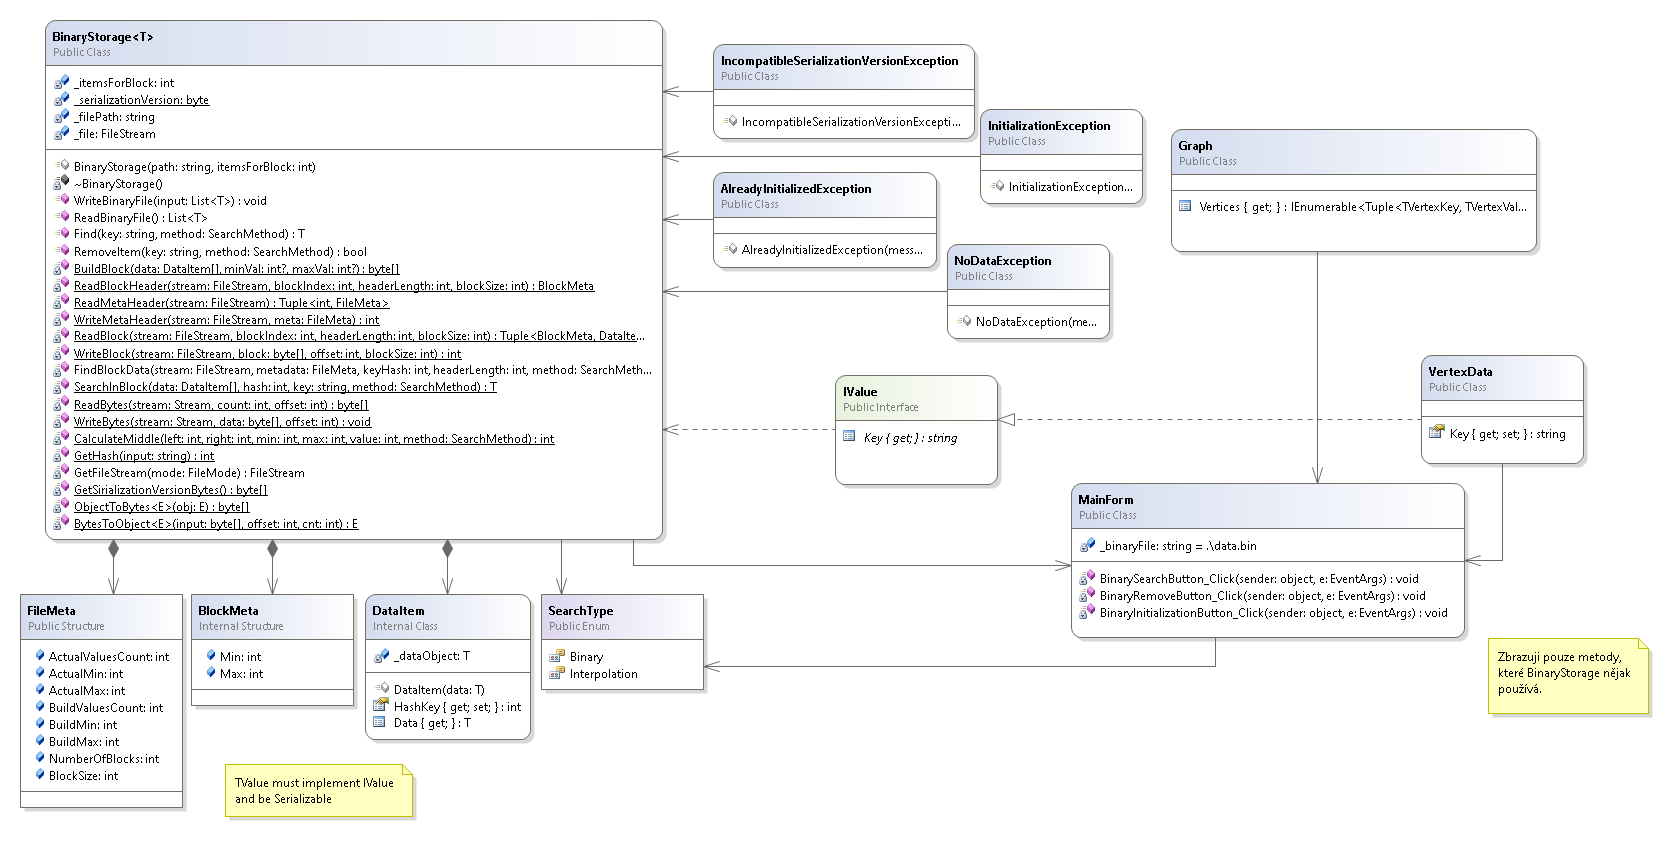 BinaryStorage<T>
Public Class
_itemsForBlock: int
_serializationVersion: byte
_filePath: string
_file: FileStream
BinaryStorage(path: string, itemsForBlock: int)
~BinaryStorage()
WriteBinaryFile(input: List<T>) : void
ReadBinaryFile() : List<T>
Find(key: string, method: SearchMethod) : T
RemoveItem(key: string, method: SearchMethod) : bool
BuildBlock(data: DataItem[], minVal: int?, maxVal: int?) : byte[]
ReadBlockHeader(stream: FileStream, blockIndex: int, headerLength: int, blockSize: int) : BlockMeta
ReadMetaHeader(stream: FileStream) : Tuple<int, FileMeta>
WriteMetaHeader(stream: FileStream, meta: FileMeta) : int
ReadBlock(stream: FileStream, blockIndex: int, headerLength: int, blockSize: int) : Tuple<BlockMeta, DataIte...
WriteBlock(stream: FileStream, block: byte[], offset: int, blockSize: int) : int
FindBlockData(stream: FileStream, metadata: FileMeta, keyHash: int, headerLength: int, method: SearchMeth...
SearchInBlock(data: DataItem[], hash: int, key: string, method: SearchMethod) : T
ReadBytes(stream: Stream, count: int, offset: int) : byte[]
WriteBytes(stream: Stream, data: byte[], offset: int) : void
CalculateMiddle(left: int, right: int, min: int, max: int, value: int, method: SearchMethod) : int
GetHash(input: string) : int
GetFileStream(mode: FileMode) : FileStream
GetSirializationVersionBytes() : byte[]
ObjectToBytes<E>(obj: E) : byte[]
BytesToObject<E>(input: byte[], offset: int, cnt: int) : E
IncompatibleSerializationVersionException
Public Class
IncompatibleSerializationVersionExcepti...
InitializationException
Public Class
InitializationException...
AlreadyInitializedException
Public Class
AlreadyInitializedException(mess...
NoDataException
Public Class
NoDataException(me...
Graph
Public Class
Vertices { get; } : IEnumerable<Tuple<TVertexKey, TVertexVal...
IValue
Public Interface
Key { get; } : string
VertexData
Public Class
Key { get; set; } : string
MainForm
Public Class
_binaryFile: string = .\data.bin
BinarySearchButton_Click(sender: object, e: EventArgs) : void
BinaryRemoveButton_Click(sender: object, e: EventArgs) : void
BinaryInitializationButton_Click(sender: object, e: EventArgs) : void
FileMeta
Public Structure
ActualValuesCount: int
ActualMin: int
ActualMax: int
BuildValuesCount: int
BuildMin: int
BuildMax: int
NumberOfBlocks: int
BlockSize: int
BlockMeta
Internal Structure
Min: int
Max: int
DataItem
Internal Class
_dataObject: T
DataItem(data: T)
HashKey { get; set; } : int
Data { get; } : T
SearchType
Public Enum
Binary
Interpolation
Zbrazuji pouze metody,
které BinaryStorage nějak
používá.
TValue must implement IValue
and be Serializable